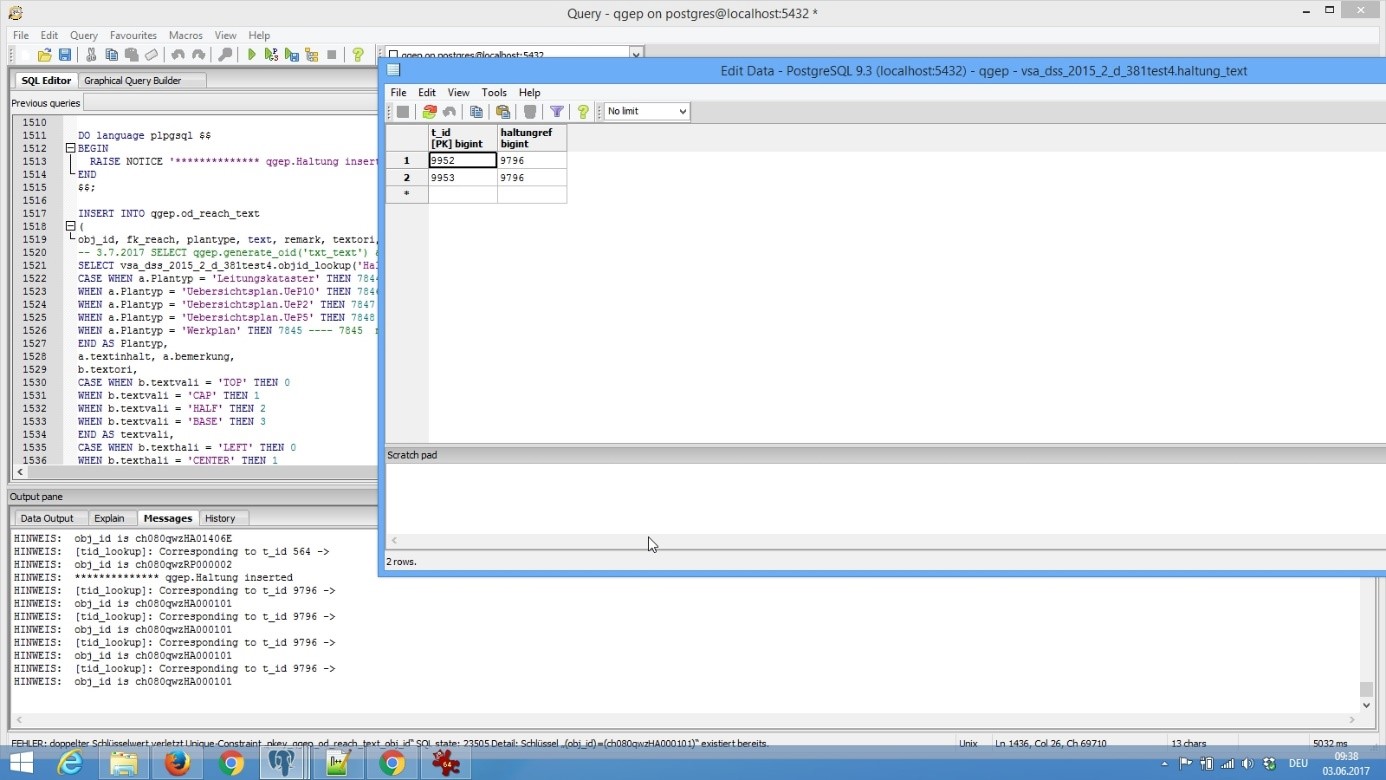 Query - qgep on postgres@localhost:5432 *
File Edit Query Favourites Macros View Help
qgep on postgres@localhost:5432
SQL Editor Graphical Query Builder
Previous queries
1510
1511 DO language plpgsql $$
1512 BEGIN
1513 RAISE NOTICE '************** qgep.Haltung insert
1514 END
1515 $$;
1516
1517 INSERT INTO qgep.od_reach_text
1518 (
1519 obj_id, fk_reach, plantype, text, remark, textori,
1520 -- 3.7.2017 SELECT qgep.generate_oid('txt_text')
1521 SELECT vsa_dss_2015_2_d_381test4.objid_lookup('Hal
1522 CASE WHEN a.Plantyp = 'Leitungskataster' THEN 7844
1523 WHEN a.Plantyp = 'Uebersichtsplan.UeP10' THEN 7846
1524 WHEN a.Plantyp = 'Uebersichtsplan.UeP2' THEN 7847
1525 WHEN a.Plantyp = 'Uebersichtsplan.UeP5' THEN 7848
1526 WHEN a.Plantyp = 'Werkplan' THEN 7845 ---- 7845
1527 END AS Plantyp,
1528 a.textinhalt, a.bemerkung,
1529 b.textori,
1530 CASE WHEN b.textvali = 'TOP' THEN 0
1531 WHEN b.textvali = 'CAP' THEN 1
1532 WHEN b.textvali = 'HALF' THEN 2
1533 WHEN b.textvali = 'BASE' THEN 3
1534 END AS textvali,
1535 CASE WHEN b.texthali = 'LEFT' THEN 0
1536 WHEN b.texthali = 'CENTER' THEN 1
Edit Data - PostgreSQL 9.3 (localhost:5432) - qgep - vsa_dss_2015_2_d_381test4.haltung_text
File Edit View Tools Help
No limit
t_id haltungref
[PK] bigint bigint
1 9952 9796
2 9953 9796
*
Scratch pad
2 rows.
Output pane
Data Output Explain Messages History
HINWEIS: obj_id is ch080qwzHA01406E
HINWEIS: [tid_lookup]: Corresponding to t_id 564 ->
HINWEIS: obj_id is ch080qwzRP000002
HINWEIS: ************** qgep.Haltung inserted
HINWEIS: [tid_lookup]: Corresponding to t_id 9796 ->
HINWEIS: obj_id is ch080qwzHA000101
HINWEIS: [tid_lookup]: Corresponding to t_id 9796 ->
HINWEIS: obj_id is ch080qwzHA000101
HINWEIS: [tid_lookup]: Corresponding to t_id 9796 ->
HINWEIS: obj_id is ch080qwzHA000101
HINWEIS: [tid_lookup]: Corresponding to t_id 9796 ->
HINWEIS: obj_id is ch080qwzHA000101
FEHLER: doppelter Schlüsselwert verletzt Unique-Constraint „pkey_qgep_od_reach_text_obj_id“ SQL state: 23505 Detail: Schlüssel „(obj_id)=(ch080qwzHA000101)“ existiert bereits. Unix Ln 1436, Col 26, Ch 69710 13 chars 5032 ms
64
DEU
09:38
03.06.2017